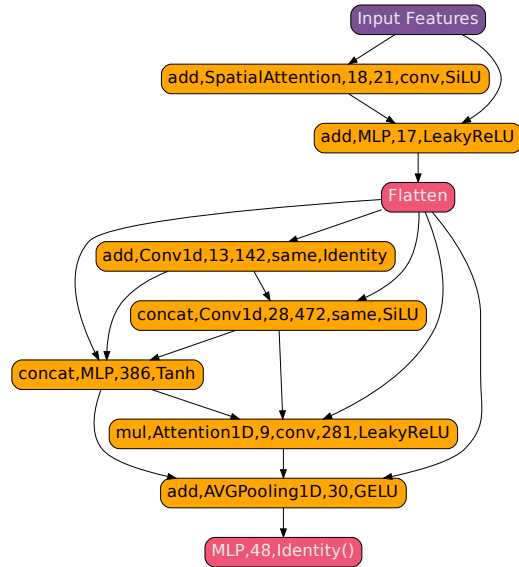 Input Features
add,SpatialAttention,18,21,conv,SiLU
add,MLP,17,LeakyReLU
Flatten
add,Conv1d,13,142,same,Identity
concat,Conv1d,28,472,same,SiLU
concat,MLP,386,Tanh
mul,Attention1D,9,conv,281,LeakyReLU
add,AVGPooling1D,30,GELU
MLP,48,Identity()